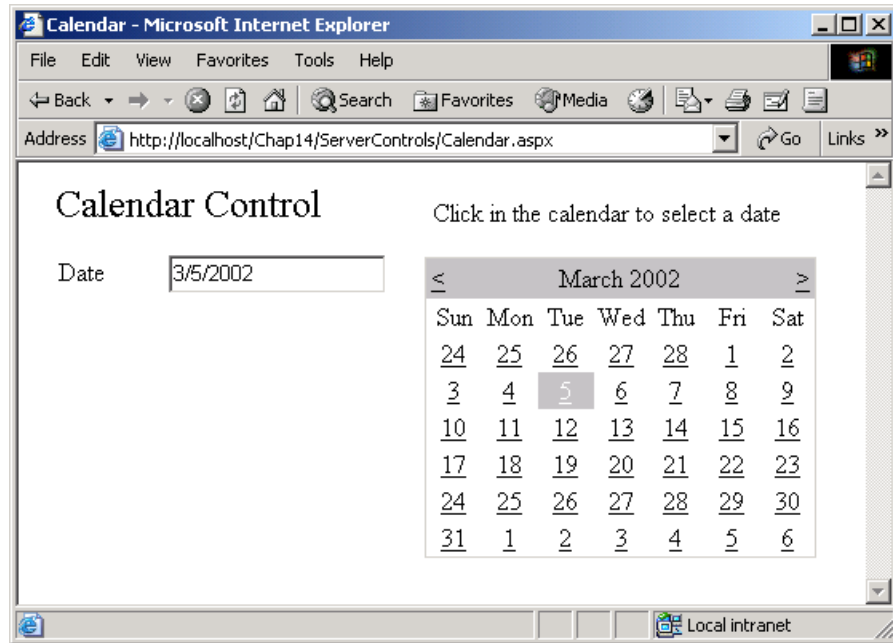 Calendar - Microsoft Internet Explorer
File Edit View Favorites Tools Help
Back Search Favorites Media
Address http://localhost/Chap14/ServerControls/Calendar.aspx Go Links »
Calendar Control
Click in the calendar to select a date
Date 3/5/2002
< March 2002 >
Sun Mon Tue Wed Thu Fri Sat
24 25 26 27 28 1 2
3 4 5 6 7 8 9
10 11 12 13 14 15 16
17 18 19 20 21 22 23
24 25 26 27 28 29 30
31 1 2 3 4 5 6
Local intranet